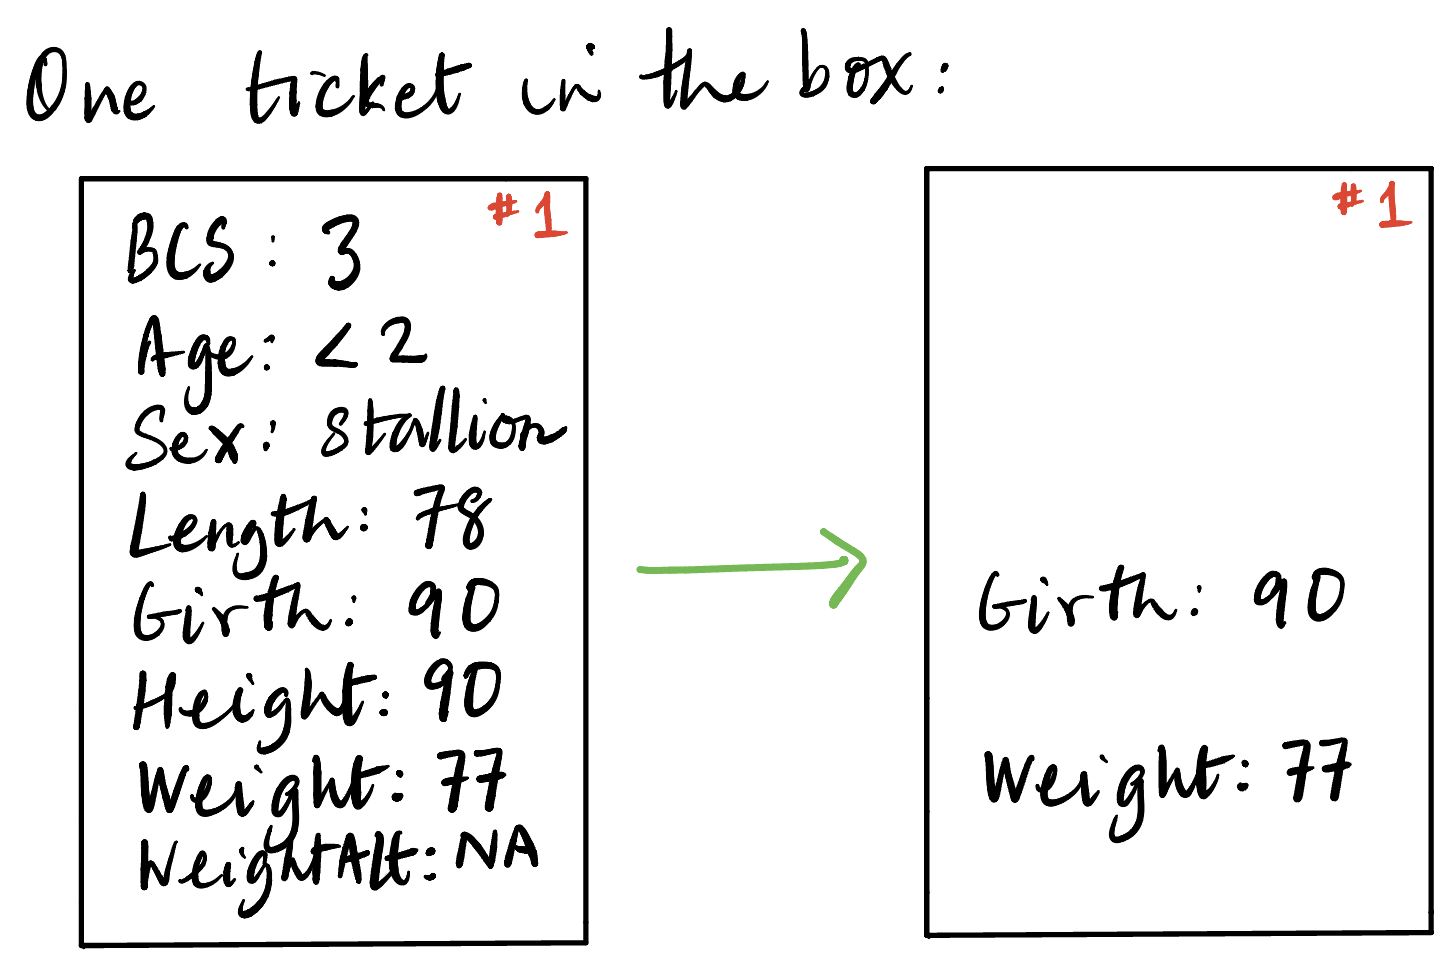 One ticket in the box:
#1
BCS: 3
Age: <2
Sex: stallion
Length: 78
Girth: 90
Height: 90
Weight: 77
WeightAlt: NA
#1
Girth: 90
Weight: 77